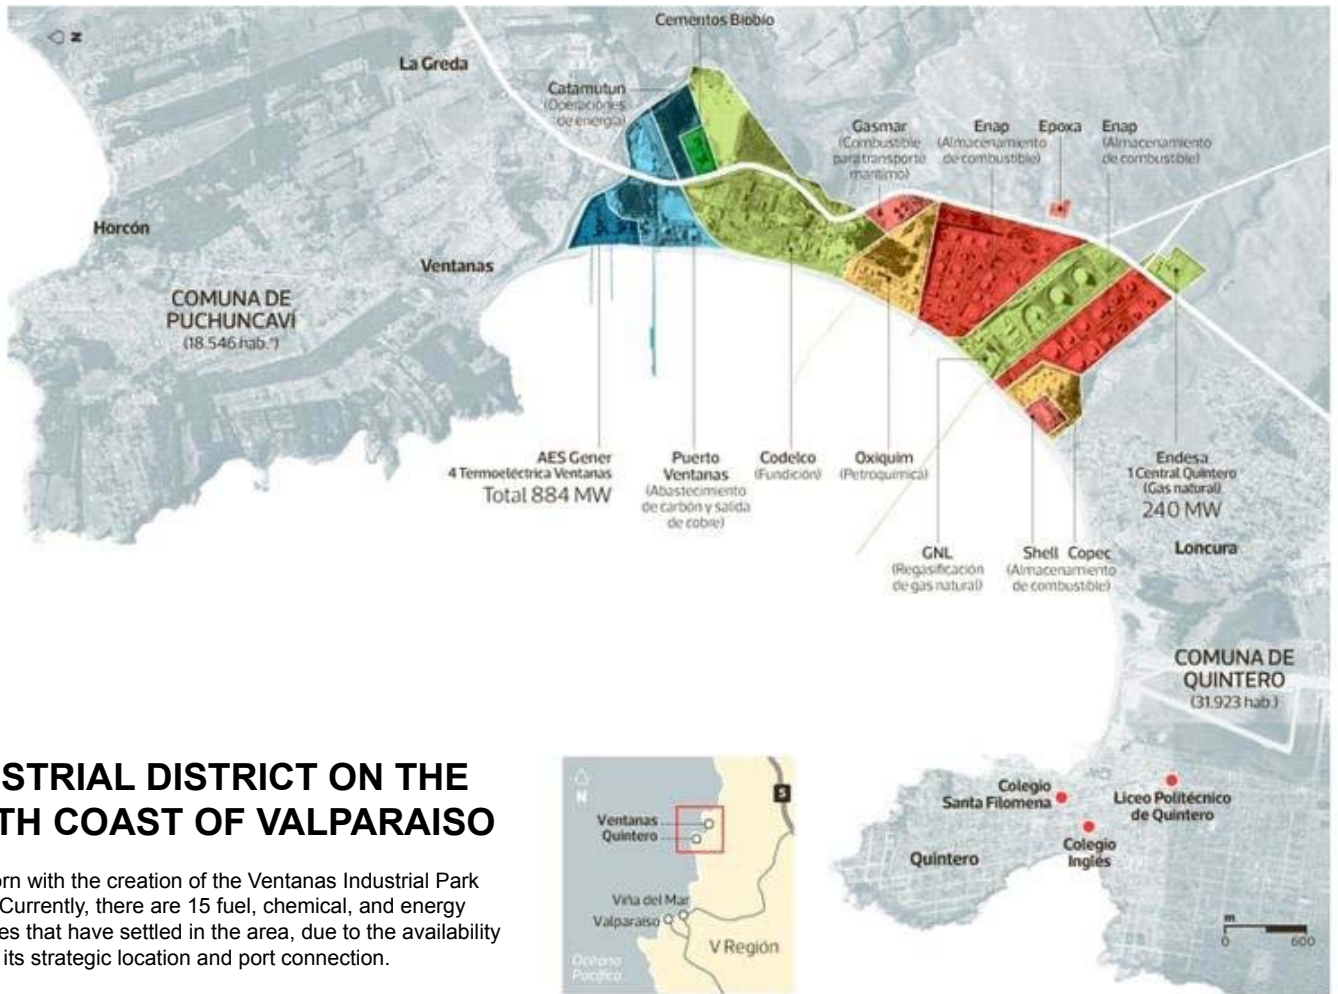 N
Cementos Biobío
La Greda
Catamutun
(Operaciones
de energía)
Gasmar
(Combustible
para transporte
marítimo)
Enap
(Almacenamiento
de combustible)
Epoxa
Enap
(Almacenamiento
de combustible)
Horcón
Ventanas
COMUNA DE
PUCHUNCAVÍ
(18.546 hab.*)
AES Gener
4 Termoeléctrica Ventanas
Total 884 MW
Puerto
Ventanas
(Abastecimiento
de carbón y salida
de cobre)
Codelco
(Fundición)
Oxiquim
(Petroquímica)
Endesa
1 Central Quintero
(Gas natural)
240 MW
GNL
(Regasificación
de gas natural)
Shell Copec
(Almacenamiento
de combustible)
Loncura
COMUNA DE
QUINTERO
(31.923 hab.)
STRIAL DISTRICT ON THE
TH COAST OF VALPARAISO
orn with the creation of the Ventanas Industrial Park
Currently, there are 15 fuel, chemical, and energy
es that have settled in the area, due to the availability
its strategic location and port connection.
N
5
Ventanas
Quintero
Viña del Mar
Valparaíso
V Región
Océano
Pacífico
Colegio
Santa Filomena
Liceo Politécnico
de Quintero
Colegio
Inglés
Quintero
m
0 600